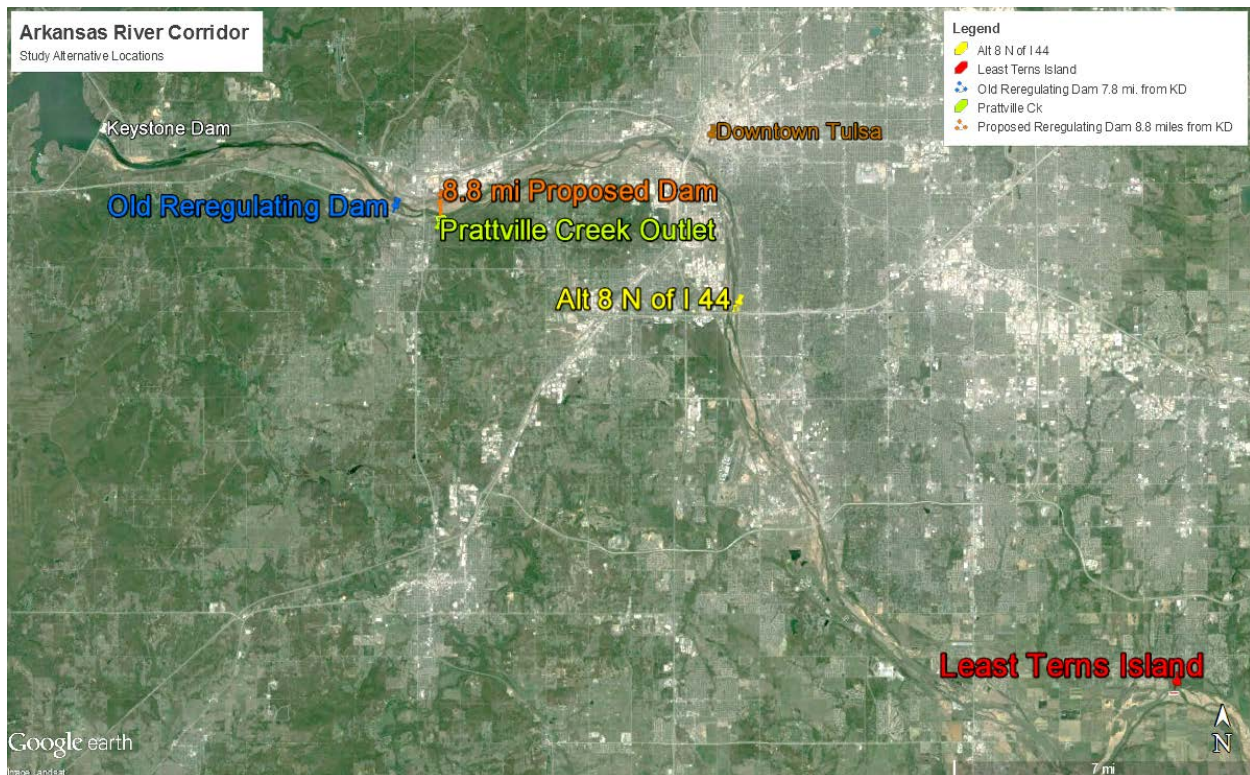 Arkansas River Corridor
Study Alternative Locations
Legend
Alt 8 N of I 44
Least Terns Island
Old Reregulating Dam 7.8 mi. from KD
Prattville Ck
Proposed Reregulating Dam 8.8 miles from KD
Keystone Dam
Downtown Tulsa
8.8 mi Proposed Dam
Old Reregulating Dam
Prattville Creek Outlet
Alt 8 N of I 44
Least Terns Island
N
Google earth
7 mi
Image Landsat